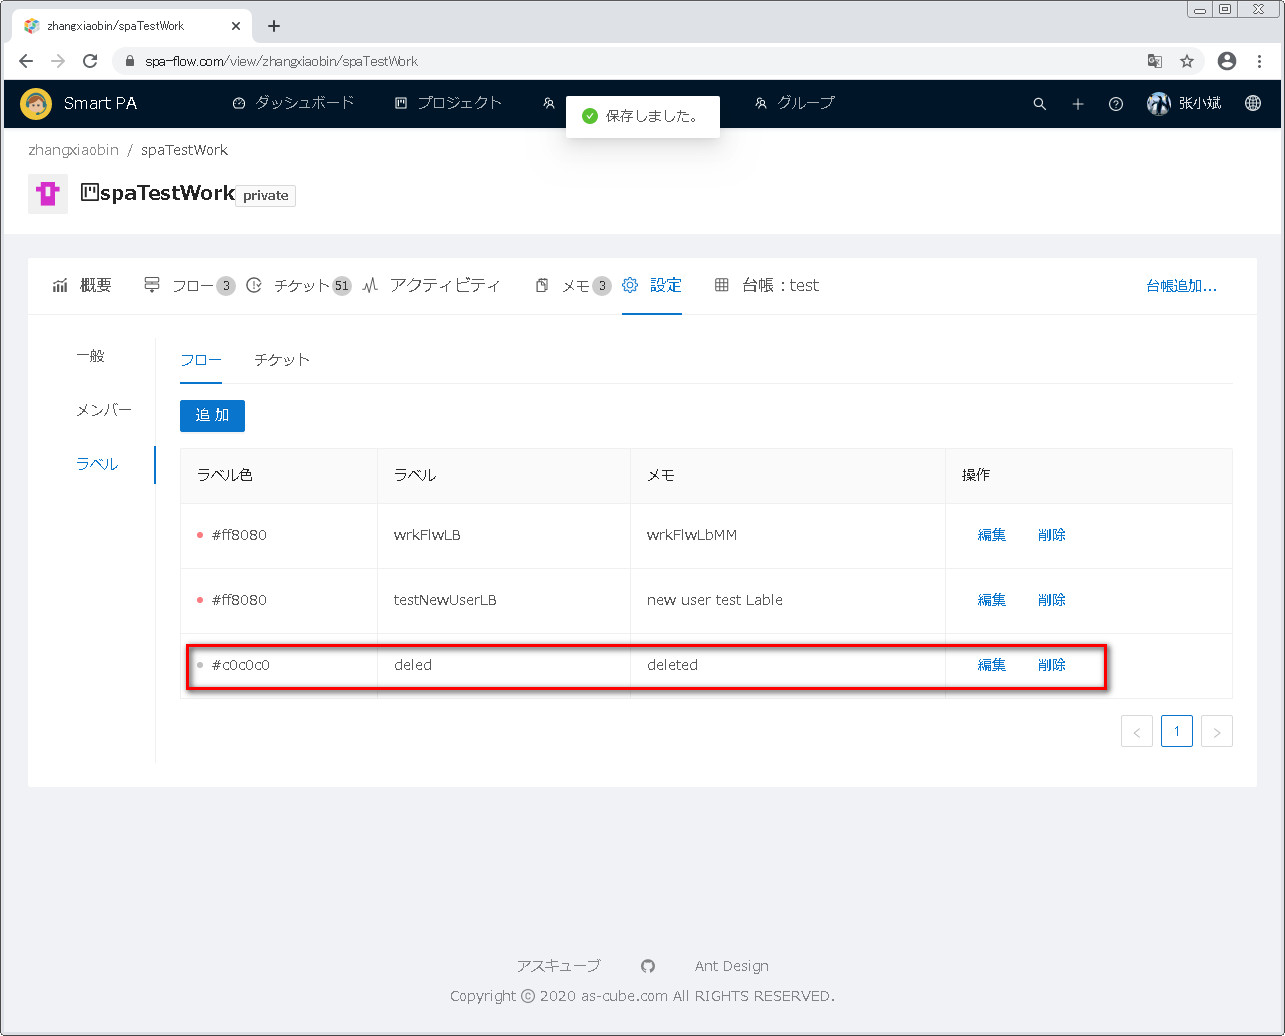 zhangxiaobin/spaTestWork
spa-flow.com/view/zhangxiaobin/spaTestWork
Smart PA ダッシュボード プロジェクト グループ 张小斌
保存しました。
zhangxiaobin / spaTestWork
spaTestWork private
概要 フロー 3 チケット 51 アクティビティ メモ 3 設定 台帳：test 台帳追加...
一般
メンバー
ラベル
フロー チケット
追 加
ラベル色 ラベル メモ 操作
#ff8080 wrkFlwLB wrkFlwLbMM 編集 削除
#ff8080 testNewUserLB new user test Lable 編集 削除
#c0c0c0 deled deleted 編集 削除
< 1 >
アスキューブ Ant Design
Copyright © 2020 as-cube.com All RIGHTS RESERVED.